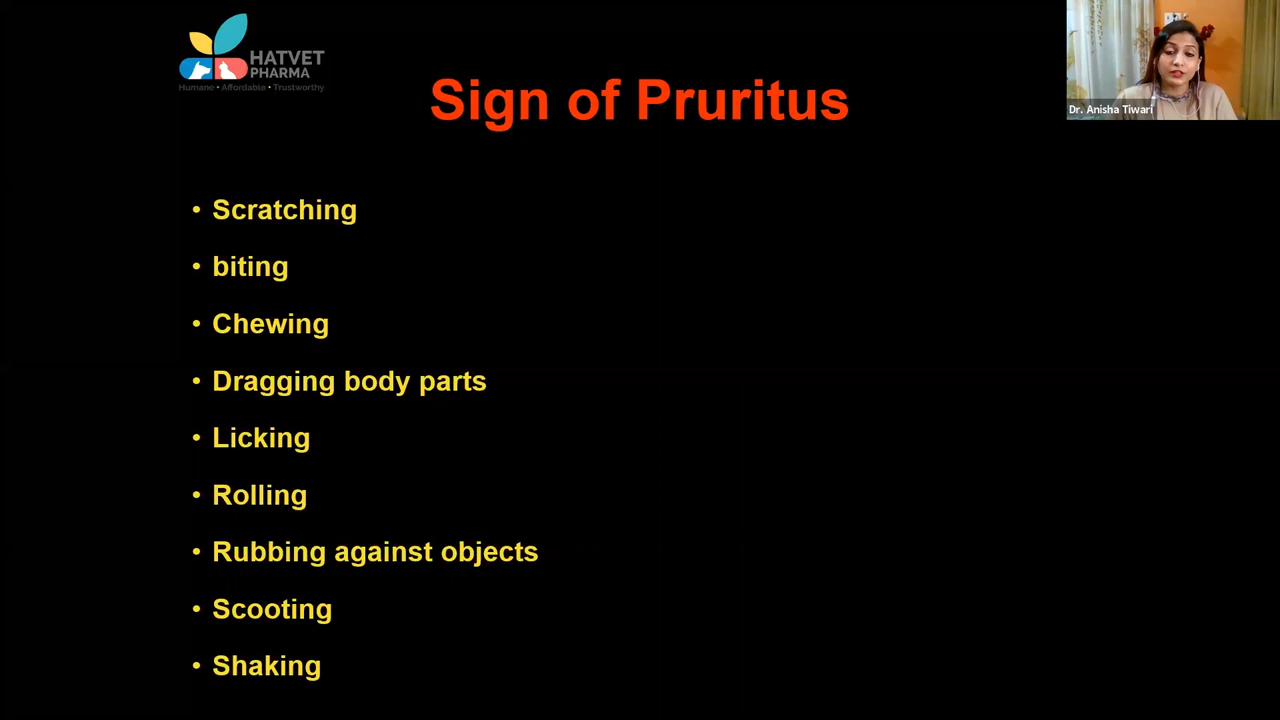 HATVET
PHARMA
Humane • Affordable • Trustworthy
Sign of Pruritus
Dr. Anisha Tiwari
• Scratching
• biting
• Chewing
• Dragging body parts
• Licking
• Rolling
• Rubbing against objects
• Scooting
• Shaking